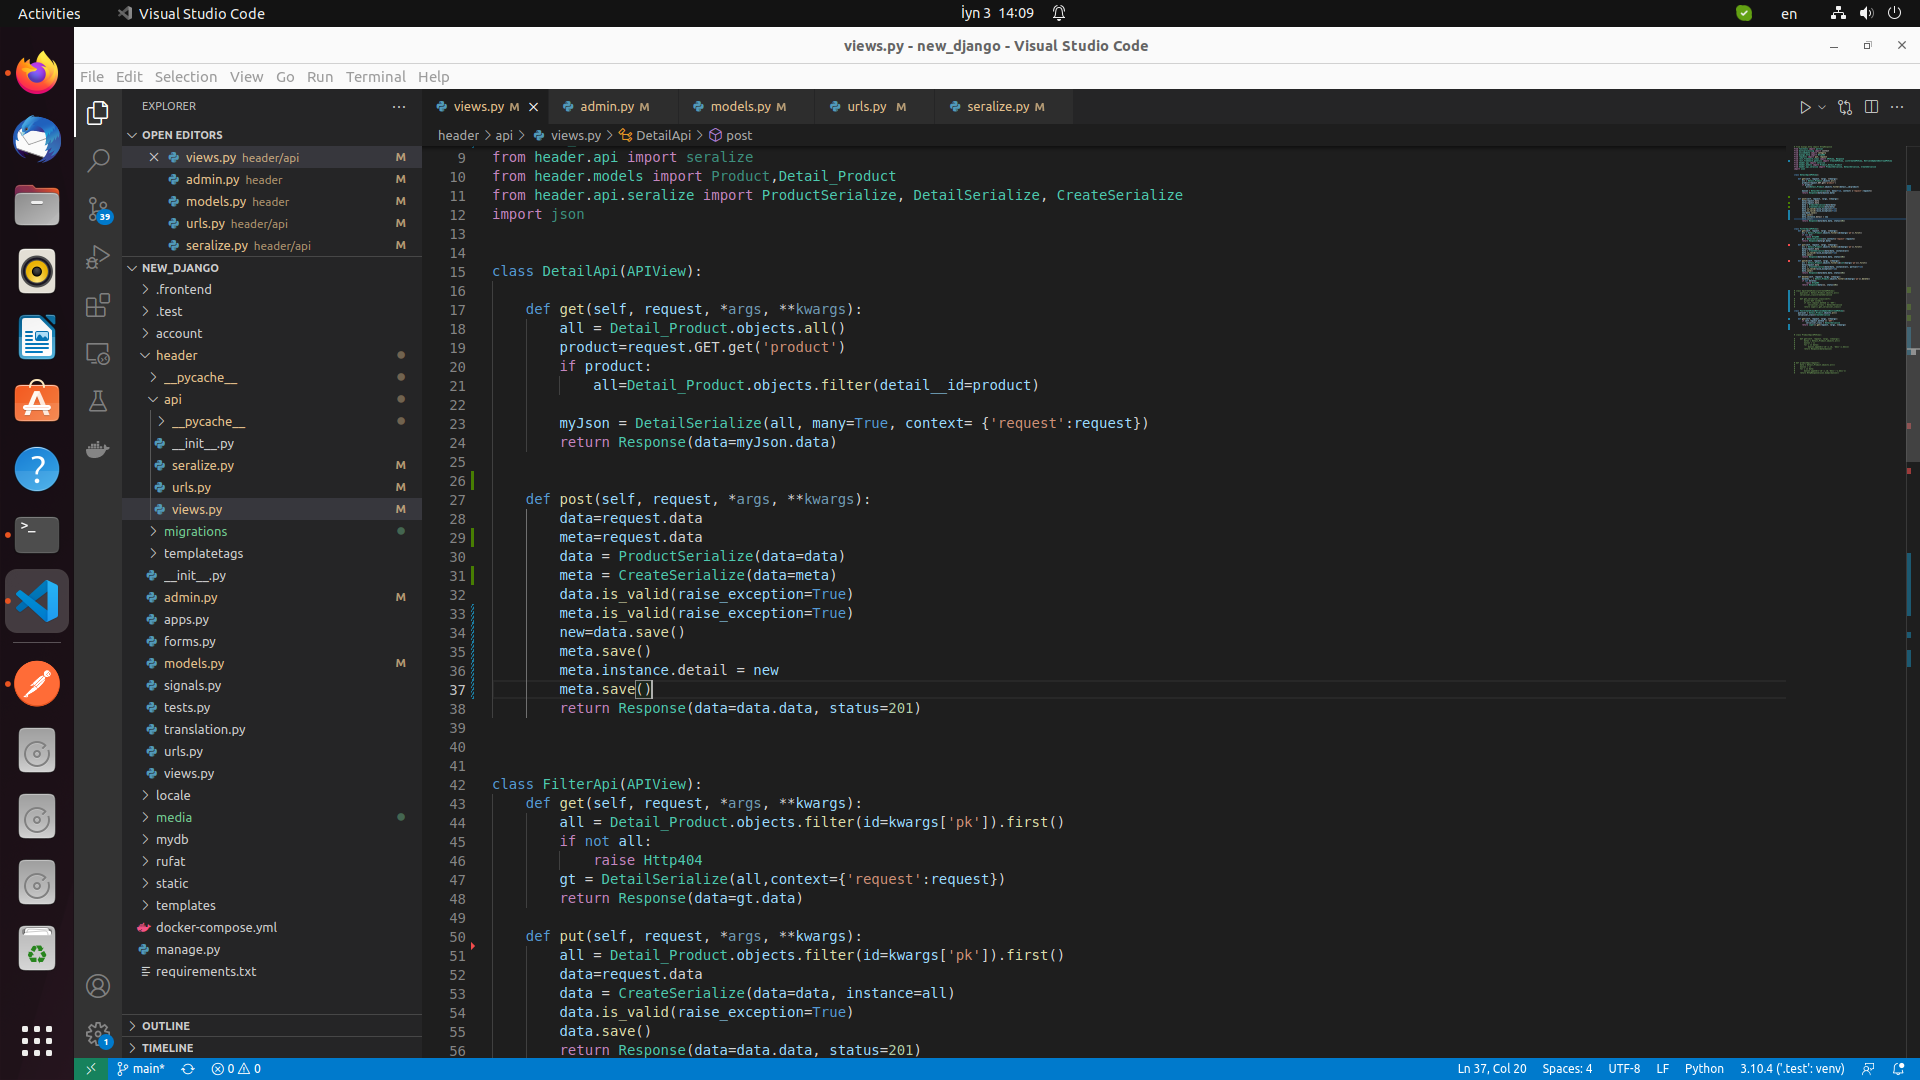 Activities
Visual Studio Code
İyn 3 14:09
en
views.py - new_django - Visual Studio Code
File Edit Selection View Go Run Terminal Help
EXPLORER
views.py M
admin.py M
models.py M
urls.py M
seralize.py M
header > api > views.py > DetailApi > post
OPEN EDITORS
views.py header/api M
admin.py header M
models.py header M
urls.py header/api M
seralize.py header/api M
NEW_DJANGO
.frontend
.test
account
header
__pycache__
api
__pycache__
__init__.py
seralize.py M
urls.py M
views.py M
migrations
templatetags
__init__.py
admin.py M
apps.py
forms.py
models.py M
signals.py
tests.py
translation.py
urls.py
views.py
locale
media
mydb
rufat
static
templates
docker-compose.yml
manage.py
requirements.txt
OUTLINE
TIMELINE
39
1
9 from header.api import seralize
10 from header.models import Product,Detail_Product
11 from header.api.seralize import ProductSerialize, DetailSerialize, CreateSerialize
12 import json
13
14
15 class DetailApi(APIView):
16
17     def get(self, request, *args, **kwargs):
18         all = Detail_Product.objects.all()
19         product=request.GET.get('product')
20         if product:
21             all=Detail_Product.objects.filter(detail__id=product)
22
23         myJson = DetailSerialize(all, many=True, context= {'request':request})
24         return Response(data=myJson.data)
25
26
27     def post(self, request, *args, **kwargs):
28         data=request.data
29         meta=request.data
30         data = ProductSerialize(data=data)
31         meta = CreateSerialize(data=meta)
32         data.is_valid(raise_exception=True)
33         meta.is_valid(raise_exception=True)
34         new=data.save()
35         meta.save()
36         meta.instance.detail = new
37         meta.save()
38         return Response(data=data.data, status=201)
39
40
41
42 class FilterApi(APIView):
43     def get(self, request, *args, **kwargs):
44         all = Detail_Product.objects.filter(id=kwargs['pk']).first()
45         if not all:
46             raise Http404
47         gt = DetailSerialize(all,context={'request':request})
48         return Response(data=gt.data)
49
50     def put(self, request, *args, **kwargs):
51         all = Detail_Product.objects.filter(id=kwargs['pk']).first()
52         data=request.data
53         data = CreateSerialize(data=data, instance=all)
54         data.is_valid(raise_exception=True)
55         data.save()
56         return Response(data=data.data, status=201)
main* 0 0
Ln 37, Col 20 Spaces: 4 UTF-8 LF Python 3.10.4 ('.test': venv)